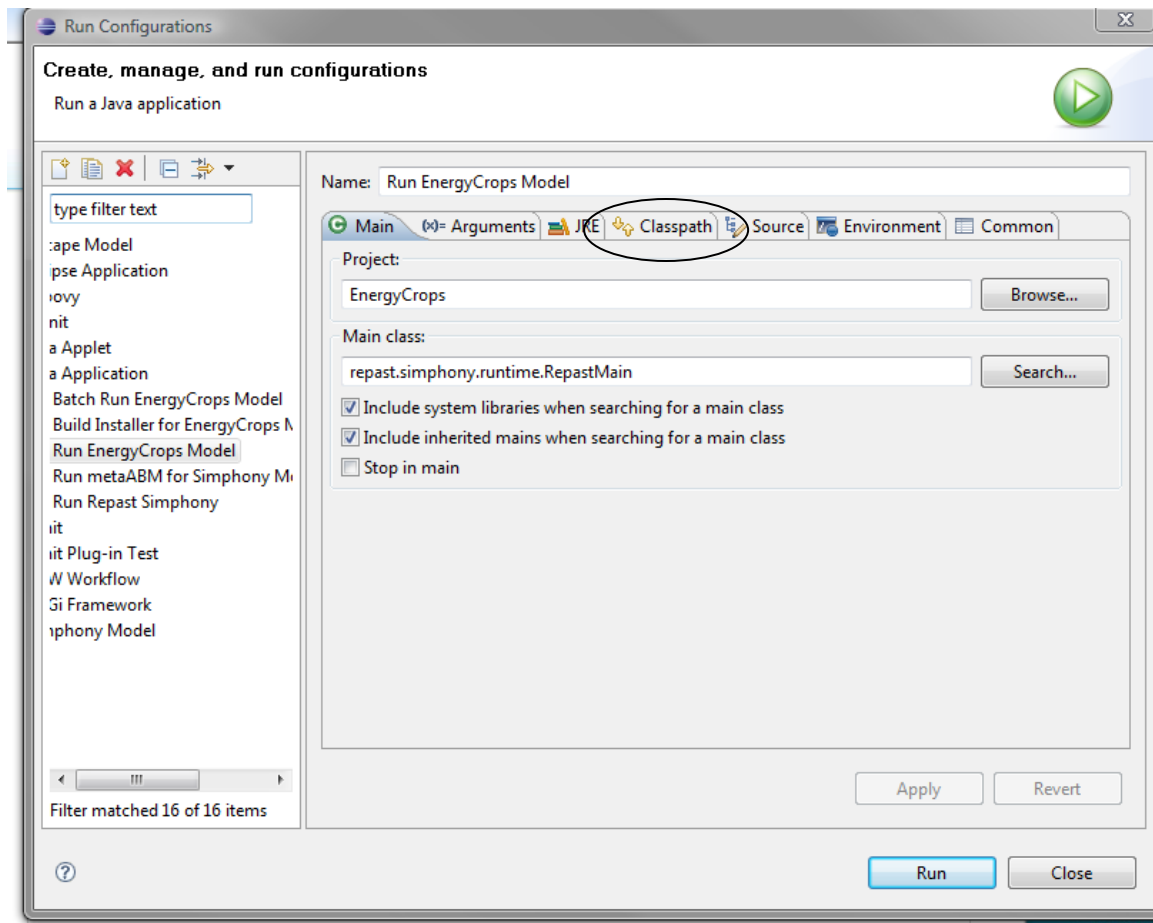 Run Configurations
Create, manage, and run configurations
Run a Java application
type filter text
:ape Model
ipse Application
ovy
nit
a Applet
a Application
Batch Run EnergyCrops Model
Build Installer for EnergyCrops M
Run EnergyCrops Model
Run metaABM for Simphony Mo
Run Repast Simphony
it
it Plug-in Test
W Workflow
Gi Framework
nphony Model
Filter matched 16 of 16 items
Name: Run EnergyCrops Model
Main (x)= Arguments JRE Classpath Source Environment Common
Project:
EnergyCrops Browse...
Main class:
repast.simphony.runtime.RepastMain Search...
Include system libraries when searching for a main class
Include inherited mains when searching for a main class
Stop in main
Apply Revert
Run Close